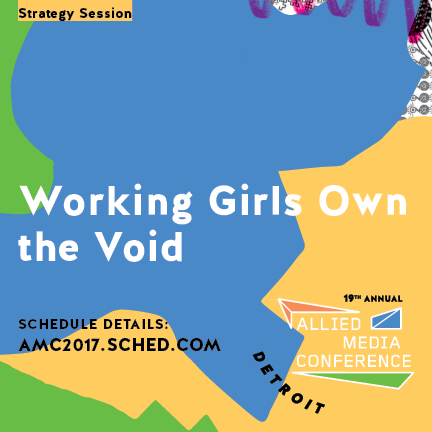 Strategy Session
Working Girls Own
the Void
SCHEDULE DETAILS:
AMC2017.SCHED.COM
19TH ANNUAL
ALLIED
MEDIA
CONFERENCE
DETROIT